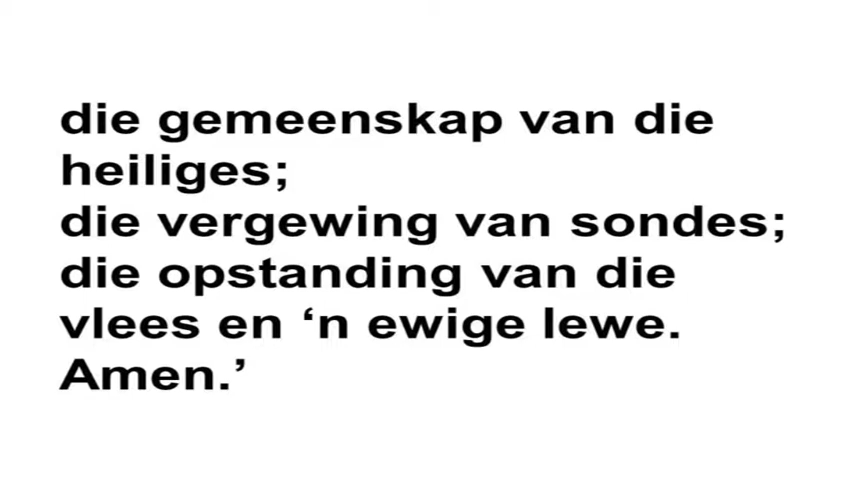 die gemeenskap van die
heiliges;
die vergewing van sondes;
die opstanding van die
vlees en ‘n ewige lewe.
Amen.’